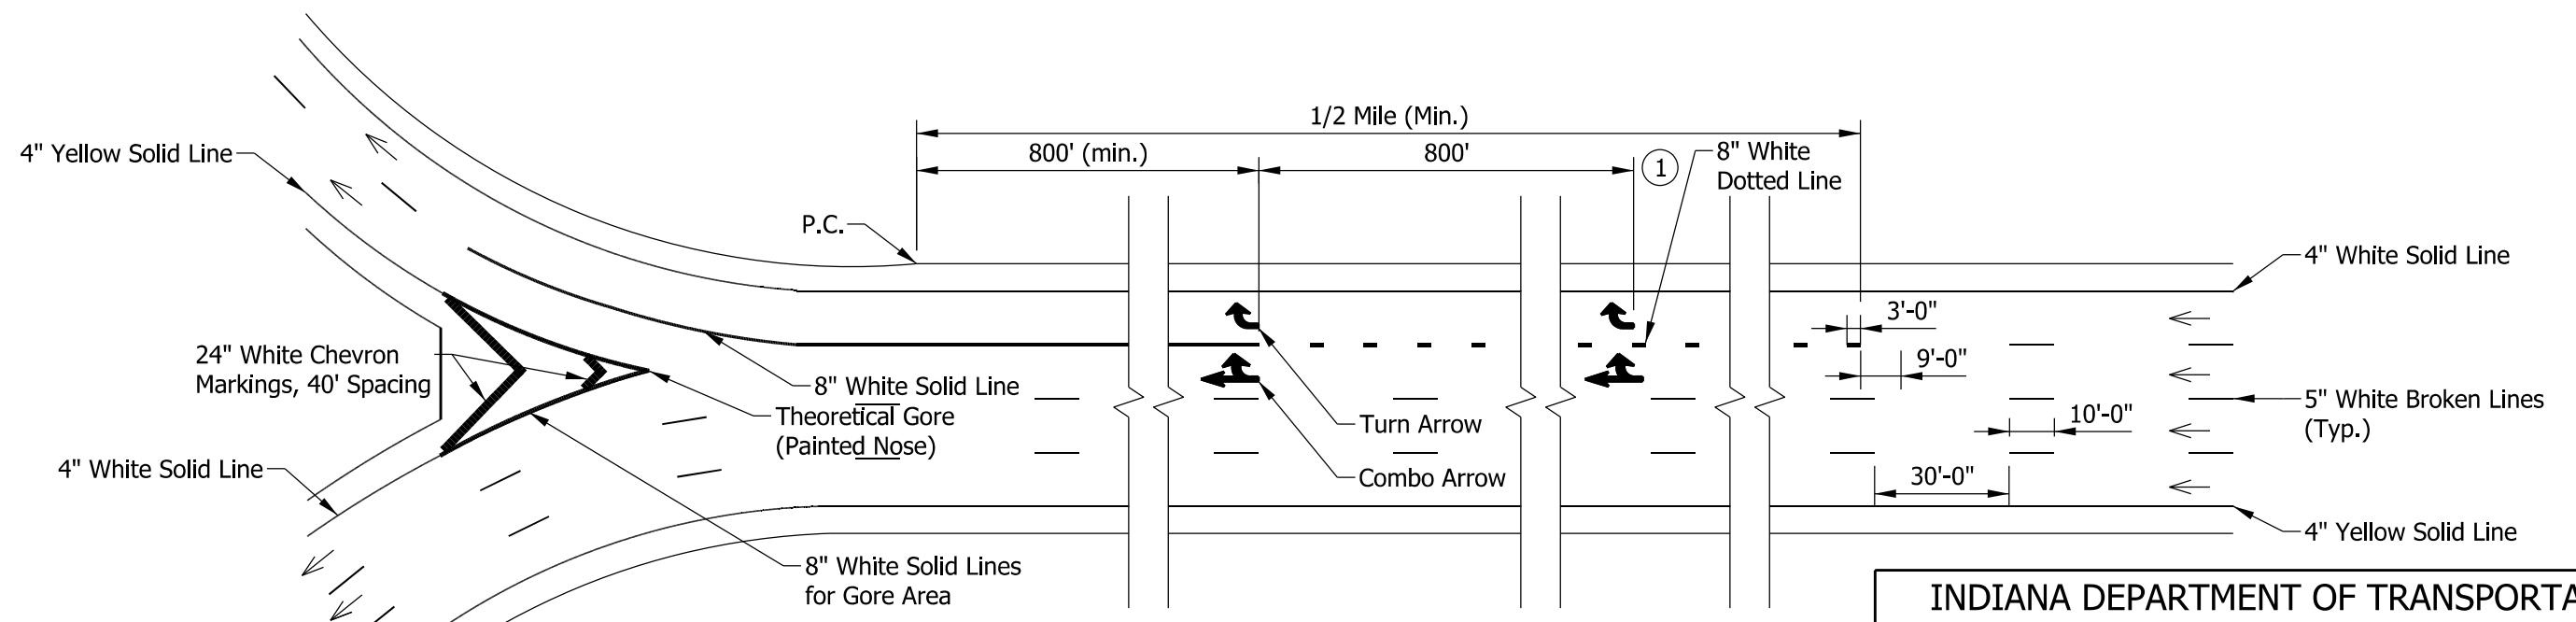 1/2 Mile (Min.)
800' (min.)
800'
1
8" White
Dotted Line
4" Yellow Solid Line
P.C.
4" White Solid Line
3'-0"
9'-0"
24" White Chevron
Markings, 40' Spacing
8" White Solid Line
Theoretical Gore
(Painted Nose)
Turn Arrow
Combo Arrow
5" White Broken Lines
(Typ.)
10'-0"
30'-0"
4" White Solid Line
4" Yellow Solid Line
8" White Solid Lines
for Gore Area
INDIANA DEPARTMENT OF TRANSPORTA